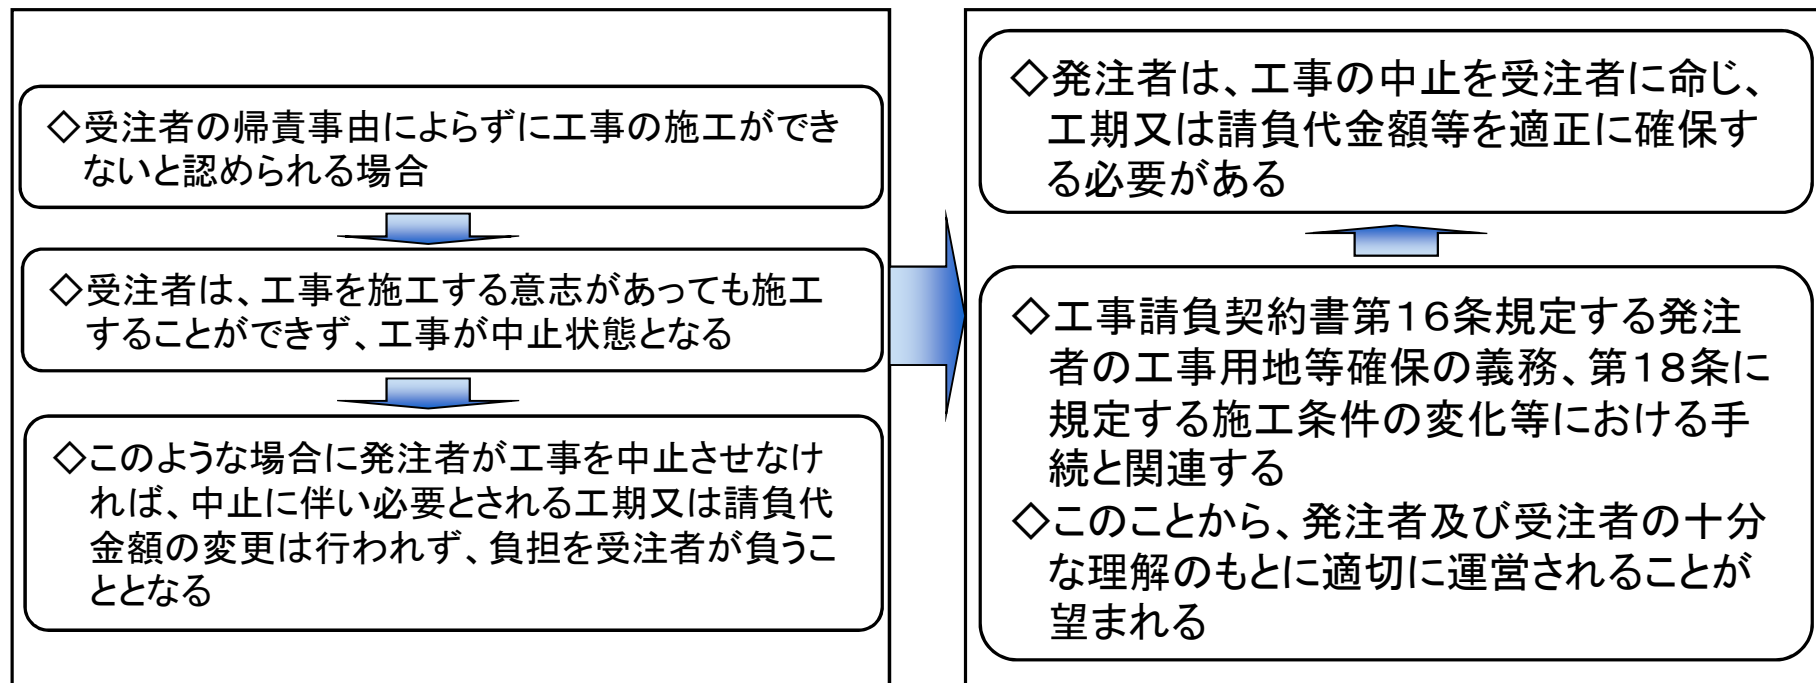 ◇受注者の帰責事由によらずに工事の施工ができ
ないと認められる場合
◇受注者は、工事を施工する意志があっても施工
することができず、工事が中止状態となる
◇このような場合に発注者が工事を中止させなけ
れば、中止に伴い必要とされる工期又は請負代
金額の変更は行われず、負担を受注者が負うこ
ととなる
◇発注者は、工事の中止を受注者に命じ、
工期又は請負代金額等を適正に確保す
る必要がある
◇工事請負契約書第16条規定する発注
者の工事用地等確保の義務、第18条に
規定する施工条件の変化等における手
続と関連する
◇このことから、発注者及び受注者の十分
な理解のもとに適切に運営されることが
望まれる